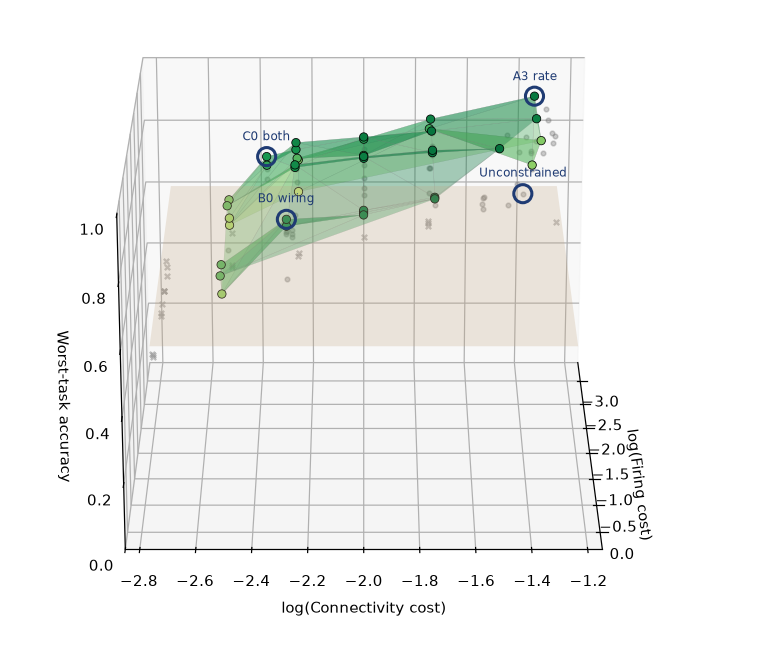 A3 rate
C0 both
Unconstrained
B0 wiring
1.0
0.8
0.6
0.4
0.2
0.0
Worst-task accuracy
3.0
2.5
2.0
1.5
1.0
0.5
0.0
log(Firing cost)
−2.8 −2.6 −2.4 −2.2 −2.0 −1.8 −1.6 −1.4 −1.2
log(Connectivity cost)